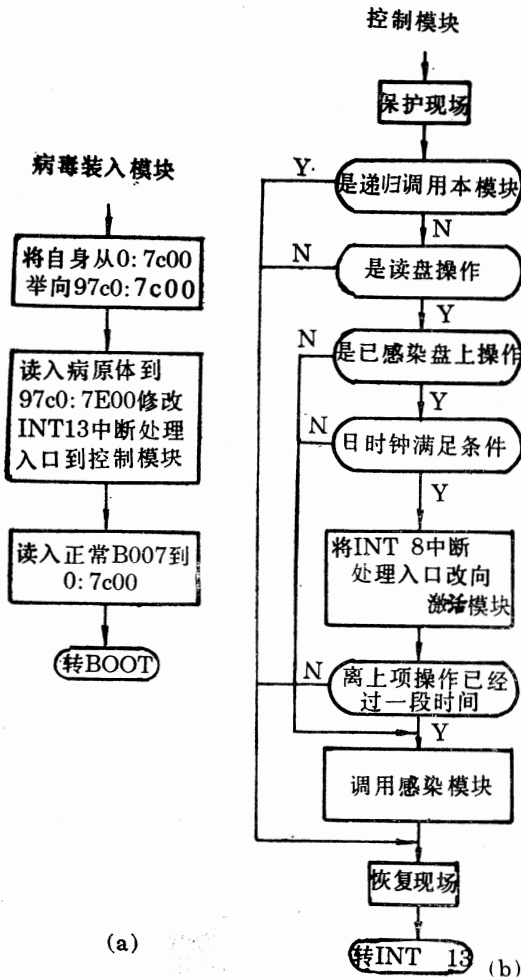 病毒装入模块
将自身从0:7c00
举向97c0:7c00
读入病原体到
97c0:7E00修改
INT13中断处理
入口到控制模块
读入正常B007到
0:7c00
转BOOT
(a)
控制模块
保护现场
Y
是递归调用本模块
N
N
是读盘操作
Y
N
是已感染盘上操作
Y
N
日时钟满足条件
Y
将INT 8中断
处理入口改向
激活模块
N
离上项操作已经
过一段时间
Y
调用感染模块
恢复现场
转INT 13
(b)